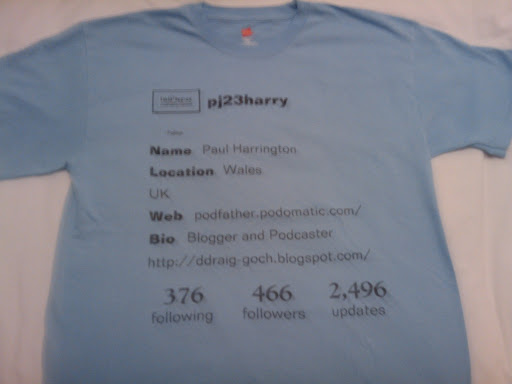 pj23harry
Name Paul Harrington
Location Wales
UK
Web podfather.podomatic.com/
Bio Blogger and Podcaster
http://ddraig-goch.blogspot.com/
376 466 2,496
following followers updates